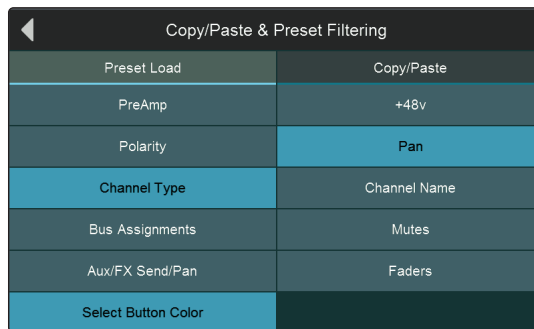 Copy/Paste & Preset Filtering
Preset Load
Copy/Paste
PreAmp
+48v
Polarity
Pan
Channel Type
Channel Name
Bus Assignments
Mutes
Aux/FX Send/Pan
Faders
Select Button Color